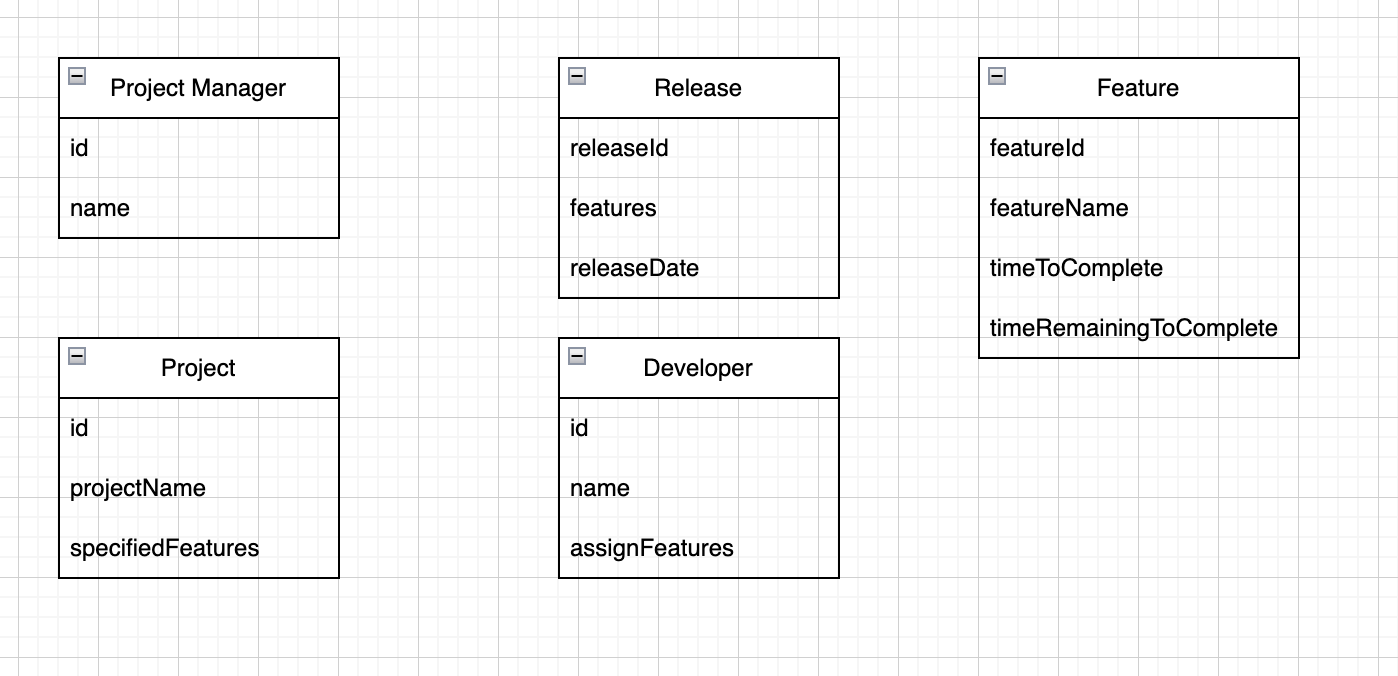 Project Manager
id
name
Release
releaseId
features
releaseDate
Feature
featureId
featureName
timeToComplete
timeRemainingToComplete
Project
id
projectName
specifiedFeatures
Developer
id
name
assignFeatures